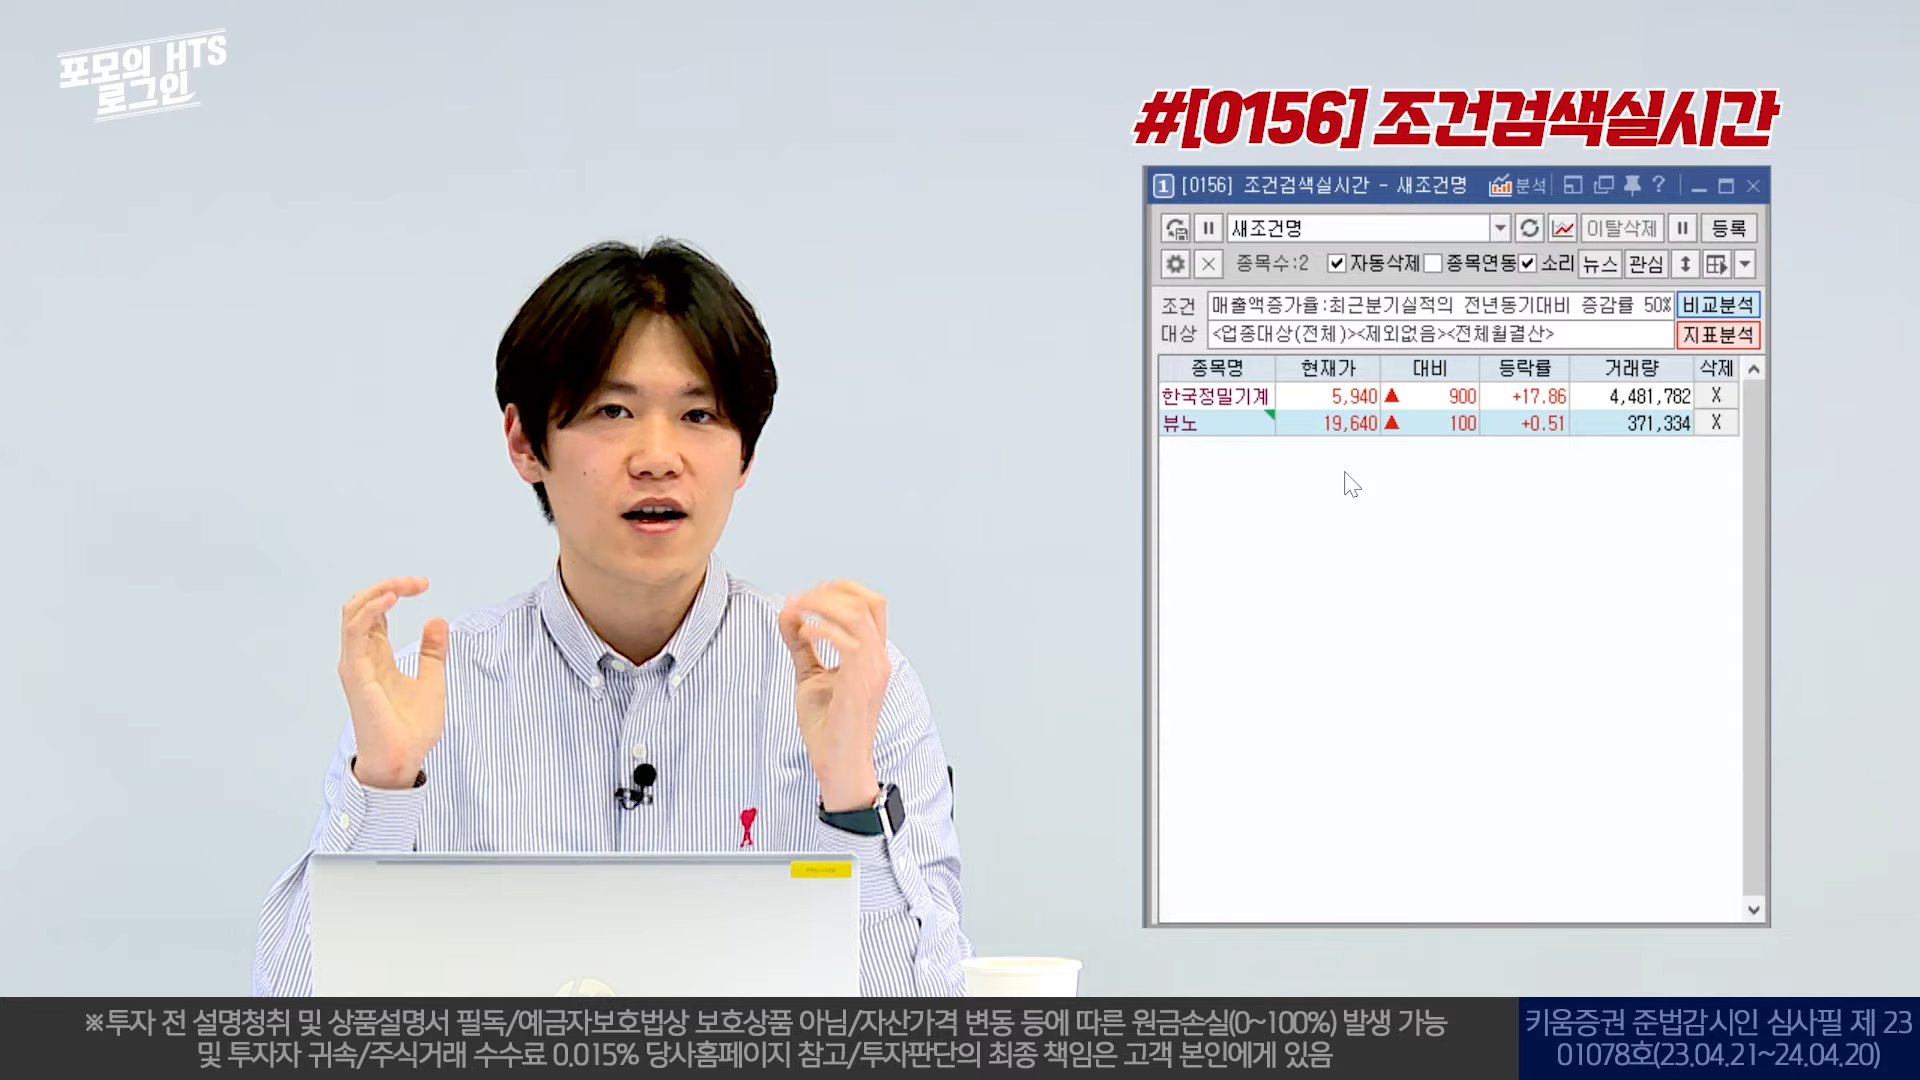 포모의 HTS
로그인
#[0156] 조건검색실시간
1 [0156] 조건검색실시간 - 새조건명 분석 ?
새조건명 이탈삭제 등록
종목수:2 자동삭제 종목연동 소리 뉴스 관심
조건 매출액증가율:최근분기실적의 전년동기대비 증감률 50% 비교분석
대상 <업종대상(전체)><제외없음><전체월결산> 지표분석
종목명 현재가 대비 등락률 거래량 삭제
한국정밀기계 5,940 ▲ 900 +17.86 4,481,782 X
뷰노 19,640 ▲ 100 +0.51 371,334 X
※투자 전 설명청취 및 상품설명서 필독/예금자보호법상 보호상품 아님/자산가격 변동 등에 따른 원금손실(0~100%) 발생 가능
및 투자자 귀속/주식거래 수수료 0.015% 당사홈페이지 참고/투자판단의 최종 책임은 고객 본인에게 있음
키움증권 준법감시인 심사필 제 23
01078호(23.04.21~24.04.20)